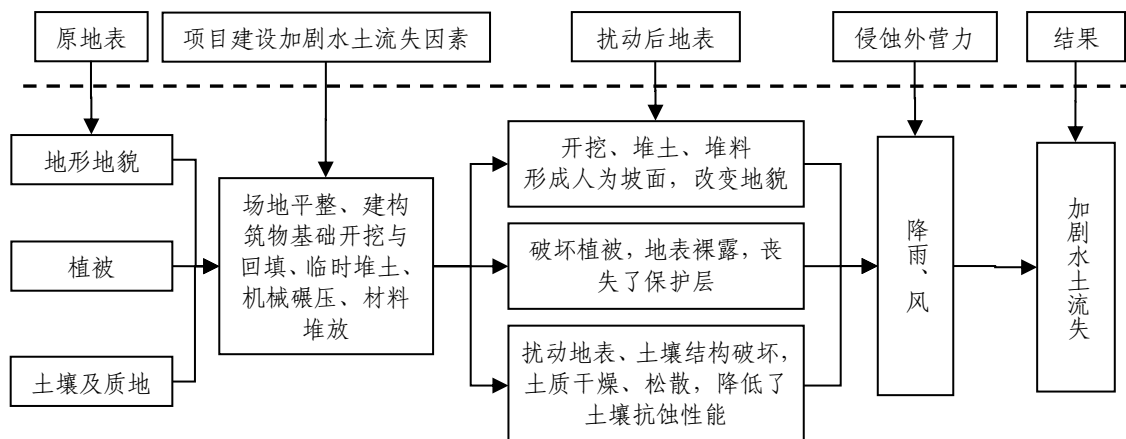 原地表
项目建设加剧水土流失因素
扰动后地表
侵蚀外营力
结果
地形地貌
植被
土壤及质地
场地平整、建构
筑物基础开挖与
回填、临时堆土、
机械碾压、材料
堆放
开挖、堆土、堆料
形成人为坡面，改变地貌
破坏植被，地表裸露，丧
失了保护层
扰动地表、土壤结构破坏，
土质干燥、松散，降低了
土壤抗蚀性能
降雨、风
加剧水土流失